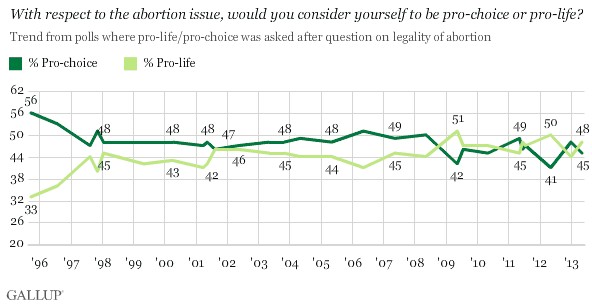 With respect to the abortion issue, would you consider yourself to be pro-choice or pro-life?
Trend from polls where pro-life/pro-choice was asked after question on legality of abortion
% Pro-choice % Pro-life
62
56
50
44
38
32
26
20
56 48 48 48 47 48 48 49 51 49 50 48
33 45 43 42 46 45 44 45 42 45 41 45
'96 '97 '98 '99 '00 '01 '02 '03 '04 '05 '06 '07 '08 '09 '10 '11 '12 '13
GALLUP®